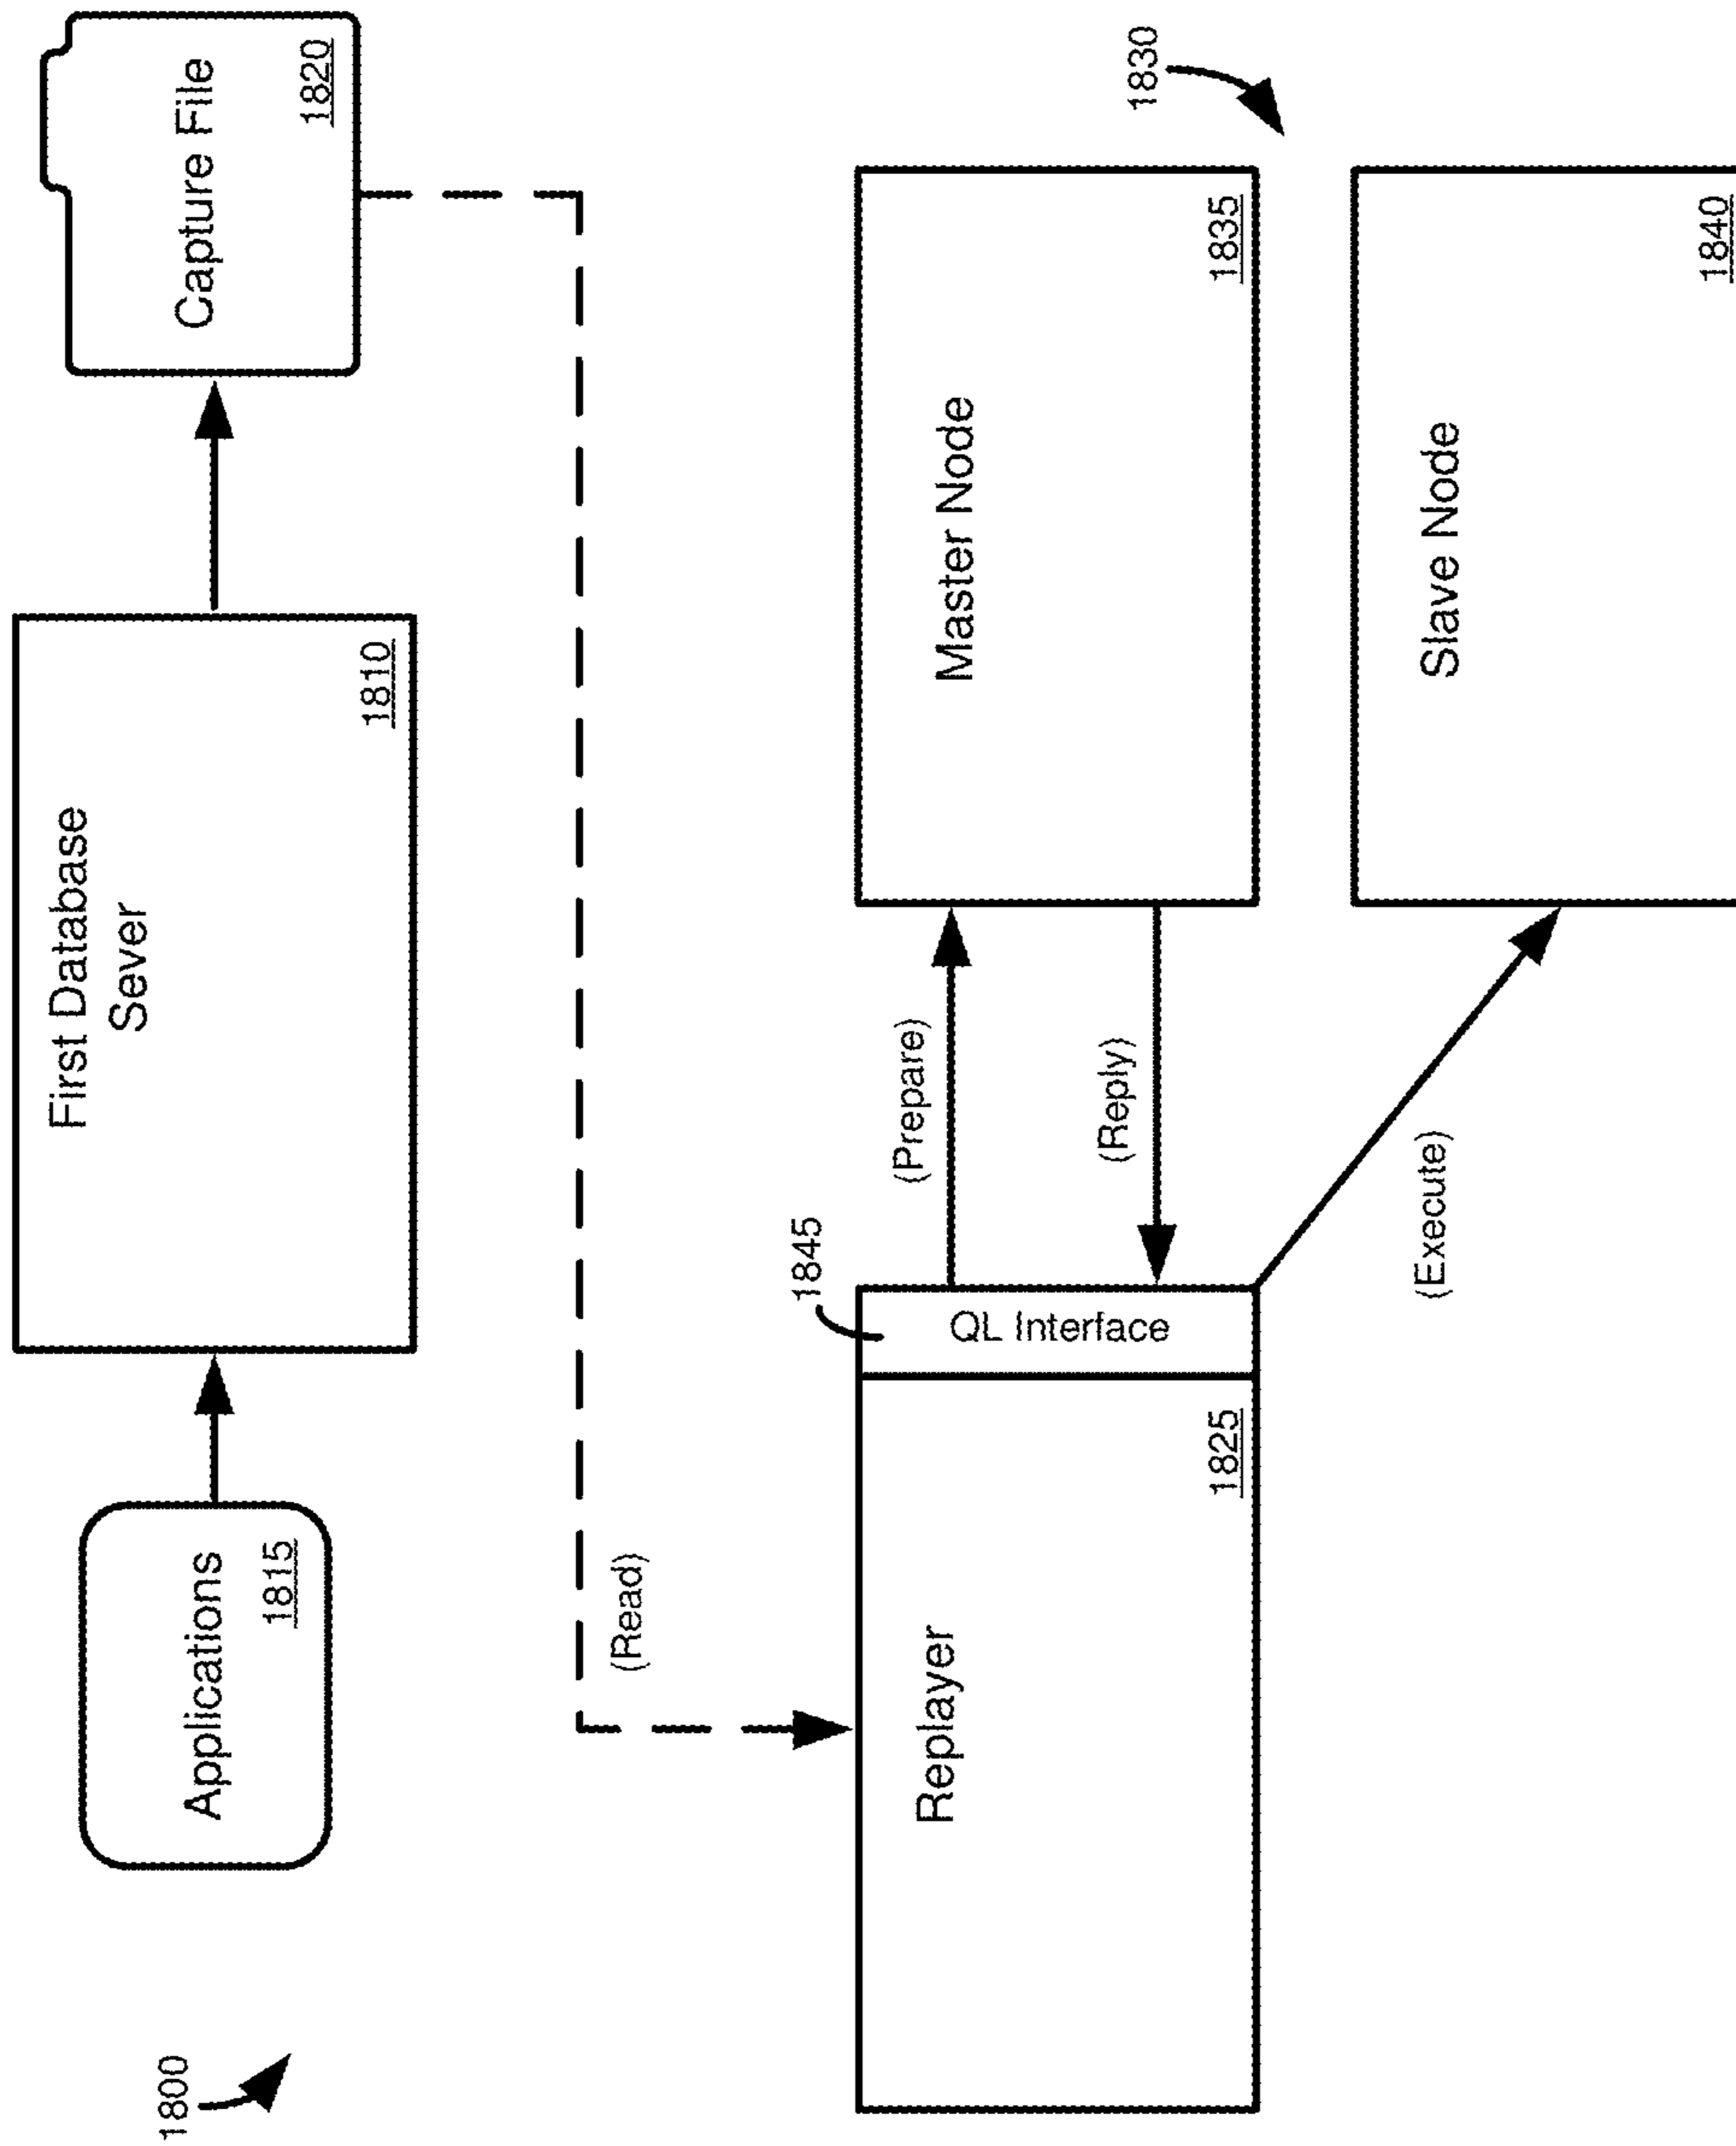 1800
Applications
1815
First Database
Sever
1810
Capture File
1820
(Read)
Replayer
1825
QL Interface
1845
(Prepare)
(Reply)
(Execute)
Master Node
1835
1830
Slave Node
1840